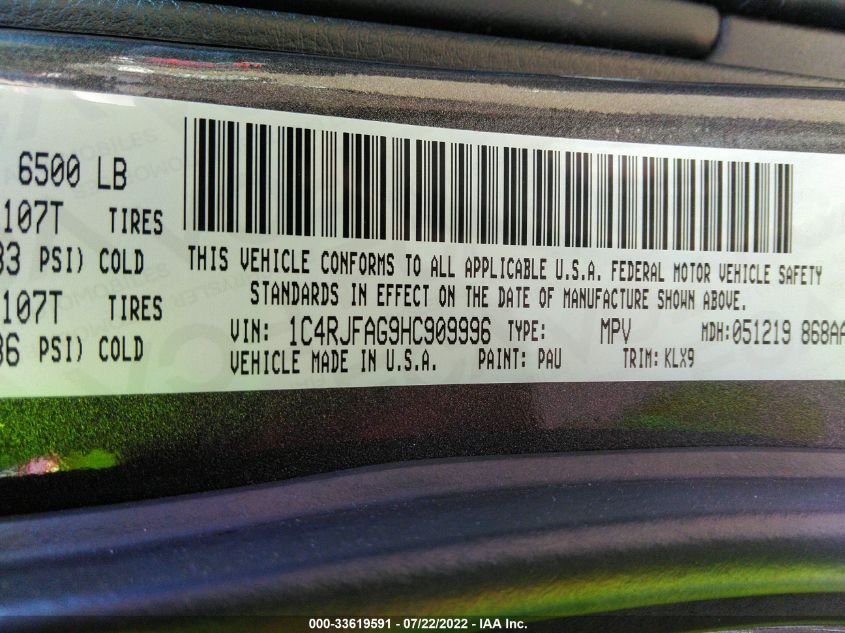 6500 LB
107T TIRES
33 PSI) COLD
107T TIRES
36 PSI) COLD
THIS VEHICLE CONFORMS TO ALL APPLICABLE U.S.A. FEDERAL MOTOR VEHICLE SAFETY
STANDARDS IN EFFECT ON THE DATE OF MANUFACTURE SHOWN ABOVE.
VIN: 1C4RJFAG9HC909996 TYPE: MPV MDH:051219 868AA
VEHICLE MADE IN U.S.A. PAINT: PAU TRIM: KLX9
000-33619591 - 07/22/2022 - IAA Inc.